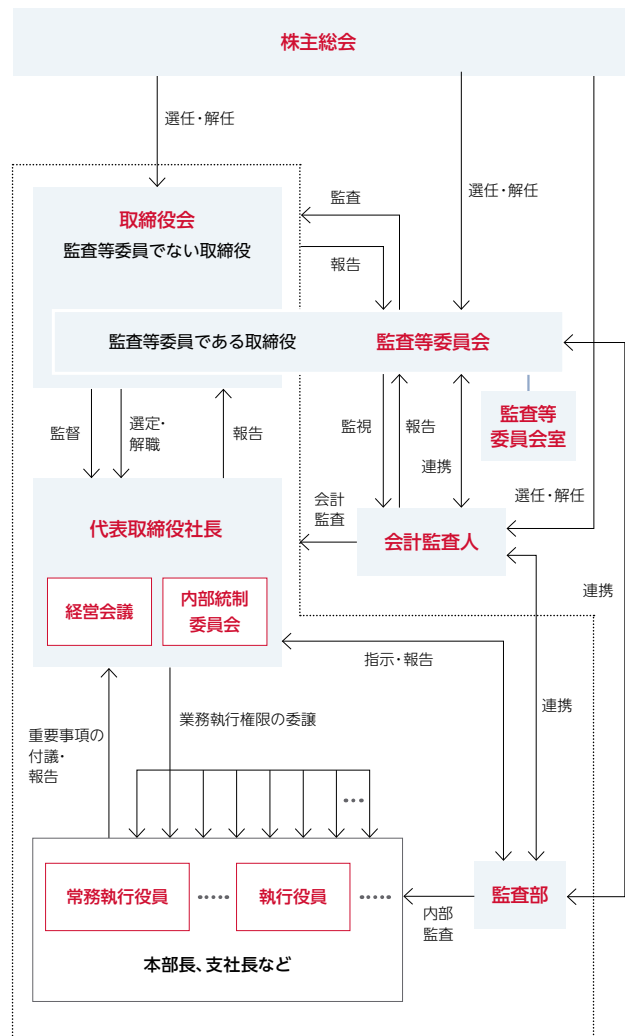 株主総会
選任・解任
選任・解任
監査
取締役会
監査等委員でない取締役
報告
監査等委員である取締役
監査等委員会
監督
選定・
解職
報告
監視
報告
連携
監査等
委員会室
会計
監査
選任・解任
代表取締役社長
会計監査人
経営会議
内部統制
委員会
連携
指示・報告
連携
重要事項の
付議・
報告
業務執行権限の委譲
…
常務執行役員
……
執行役員
……
監査部
内部
監査
本部長、支社長など